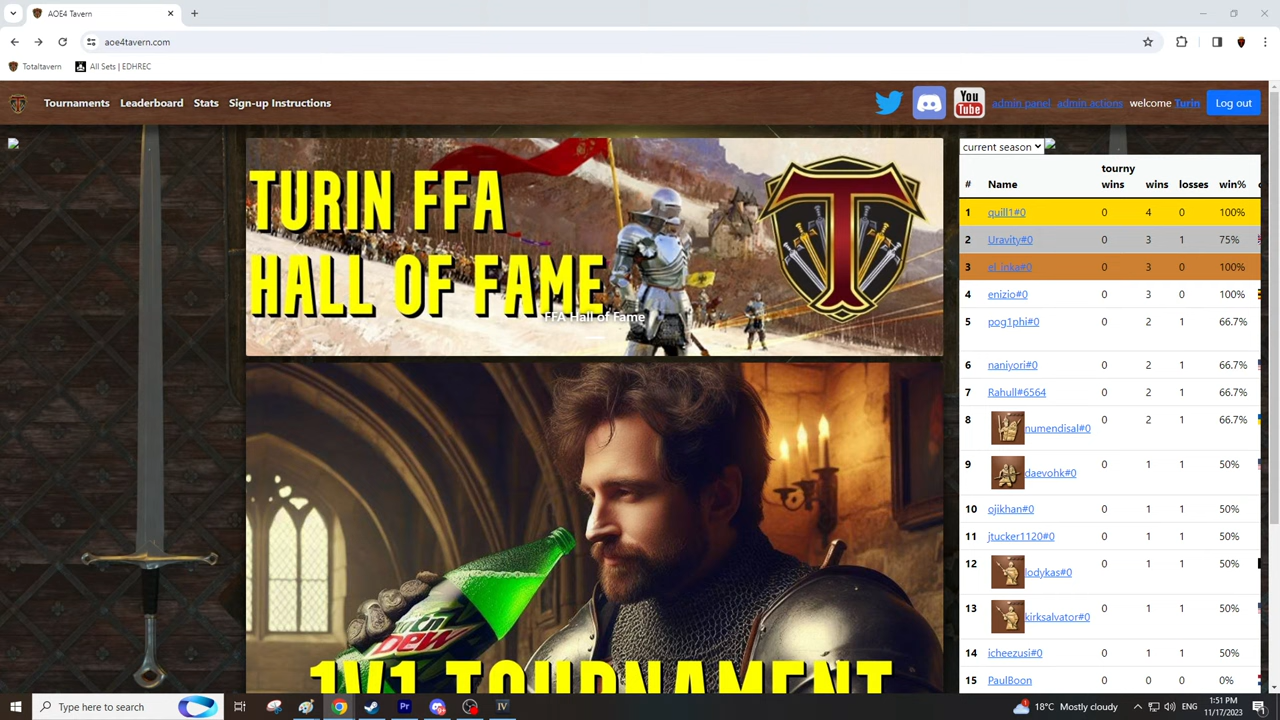 AOE4 Tavern
aoe4tavern.com
Totaltavern
All Sets | EDHREC
Tournaments
Leaderboard
Stats
Sign-up Instructions
You
Tube
admin panel
admin actions
welcome Turin
Log out
TURIN FFA
HALL OF FAME
FFA Hall of Fame
MTN
DEW
1V1 TOURNAMENT
current season
# Name tourny wins wins losses win%
1 quill1#0 0 4 0 100%
2 Uravity#0 0 3 1 75%
3 el_inka#0 0 3 0 100%
4 enizio#0 0 3 0 100%
5 pog1phi#0 0 2 1 66.7%
6 naniyori#0 0 2 1 66.7%
7 Rahull#6564 0 2 1 66.7%
8 numendisal#0 0 2 1 66.7%
9 daevohk#0 0 1 1 50%
10 ojikhan#0 0 1 1 50%
11 jtucker1120#0 0 1 1 50%
12 lodykas#0 0 1 1 50%
13 kirksalvator#0 0 1 1 50%
14 icheezusi#0 0 1 1 50%
15 PaulBoon 0 0 1 0%
Type here to search
Pr
IV
18°C Mostly cloudy
1:51 PM
11/17/2023
1